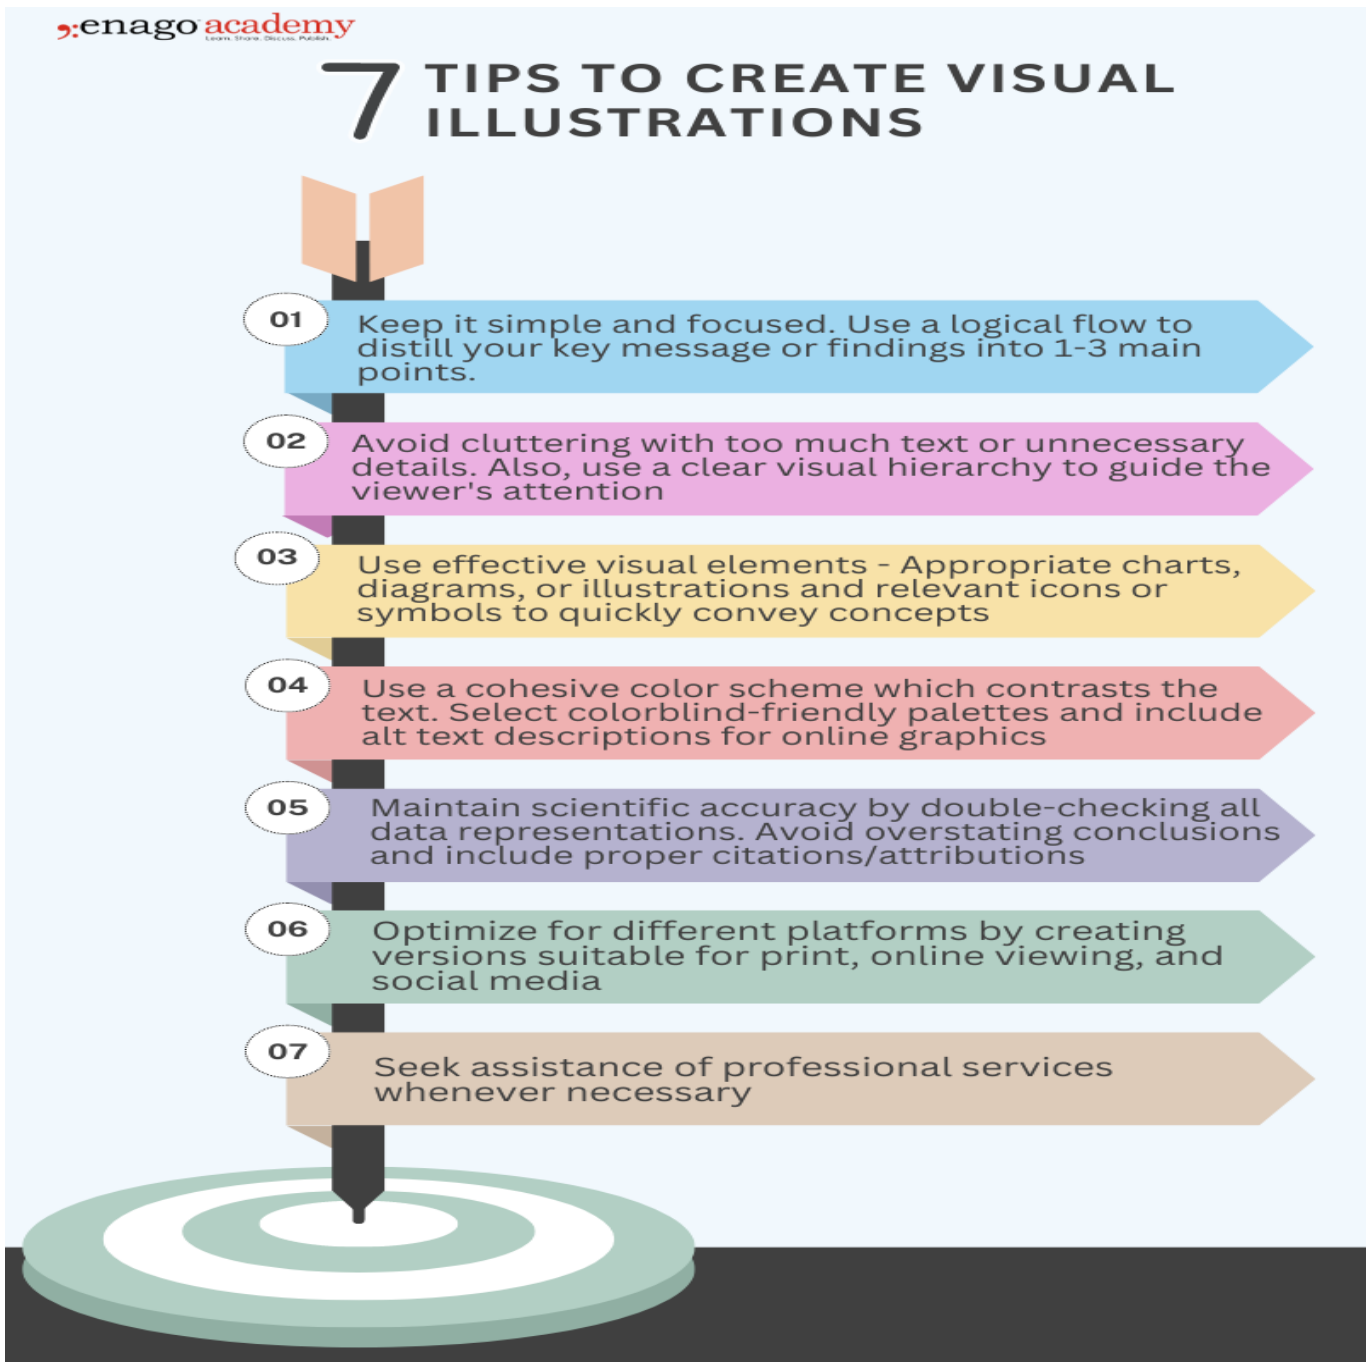 enago academy
Learn. Share. Discuss. Publish.
7 TIPS TO CREATE VISUAL
ILLUSTRATIONS
01
Keep it simple and focused. Use a logical flow to
distill your key message or findings into 1-3 main
points.
02
Avoid cluttering with too much text or unnecessary
details. Also, use a clear visual hierarchy to guide the
viewer's attention
03
Use effective visual elements - Appropriate charts,
diagrams, or illustrations and relevant icons or
symbols to quickly convey concepts
04
Use a cohesive color scheme which contrasts the
text. Select colorblind-friendly palettes and include
alt text descriptions for online graphics
05
Maintain scientific accuracy by double-checking all
data representations. Avoid overstating conclusions
and include proper citations/attributions
06
Optimize for different platforms by creating
versions suitable for print, online viewing, and
social media
07
Seek assistance of professional services
whenever necessary